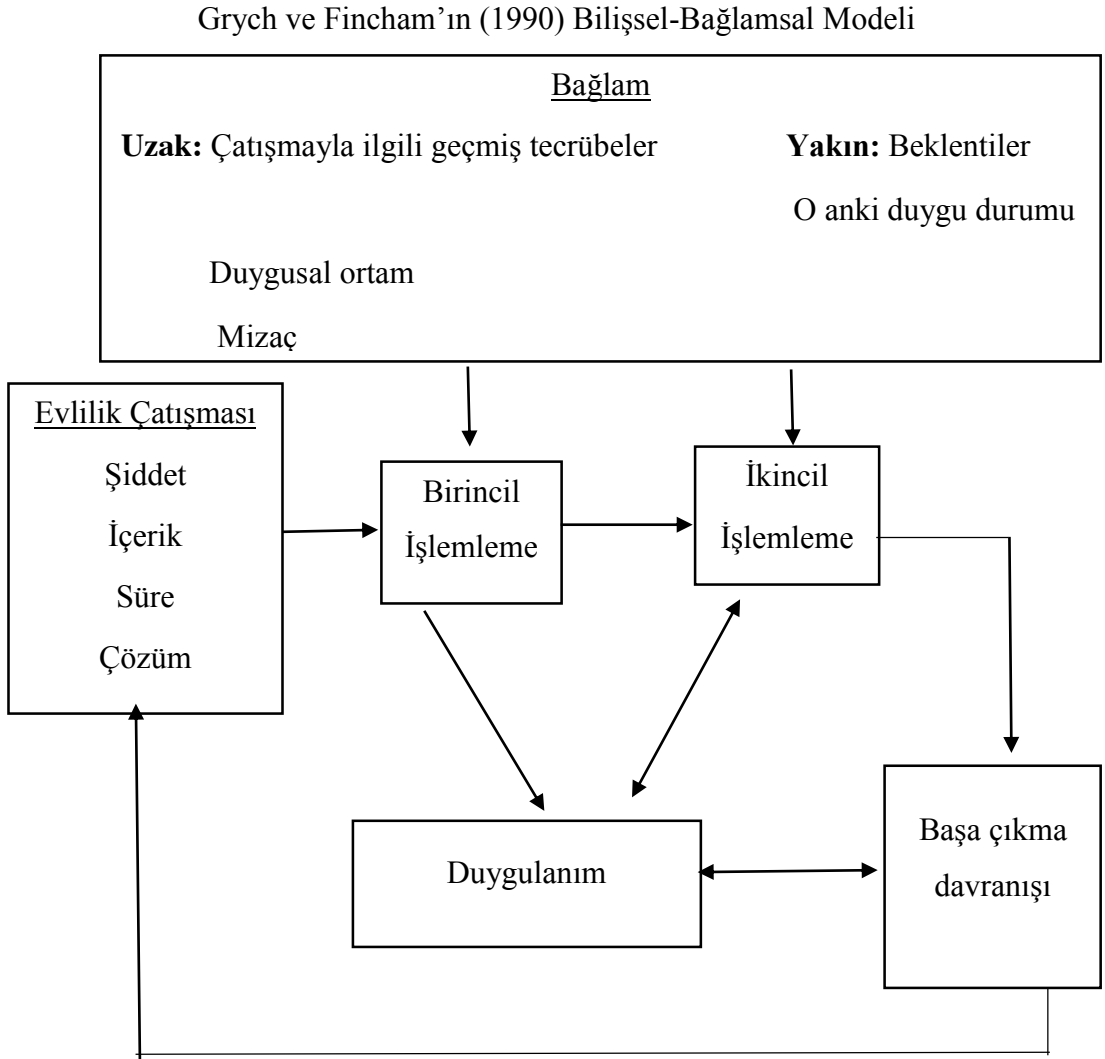 Grych ve Fincham’ın (1990) Bilişsel-Bağlamsal Modeli
Bağlam
Uzak: Çatışmayla ilgili geçmiş tecrübeler
Yakın: Beklentiler
O anki duygu durumu
Duygusal ortam
Mizaç
Evlilik Çatışması
Şiddet
İçerik
Süre
Çözüm
Birincil
İşlemleme
İkincil
İşlemleme
Duygulanım
Başa çıkma
davranışı